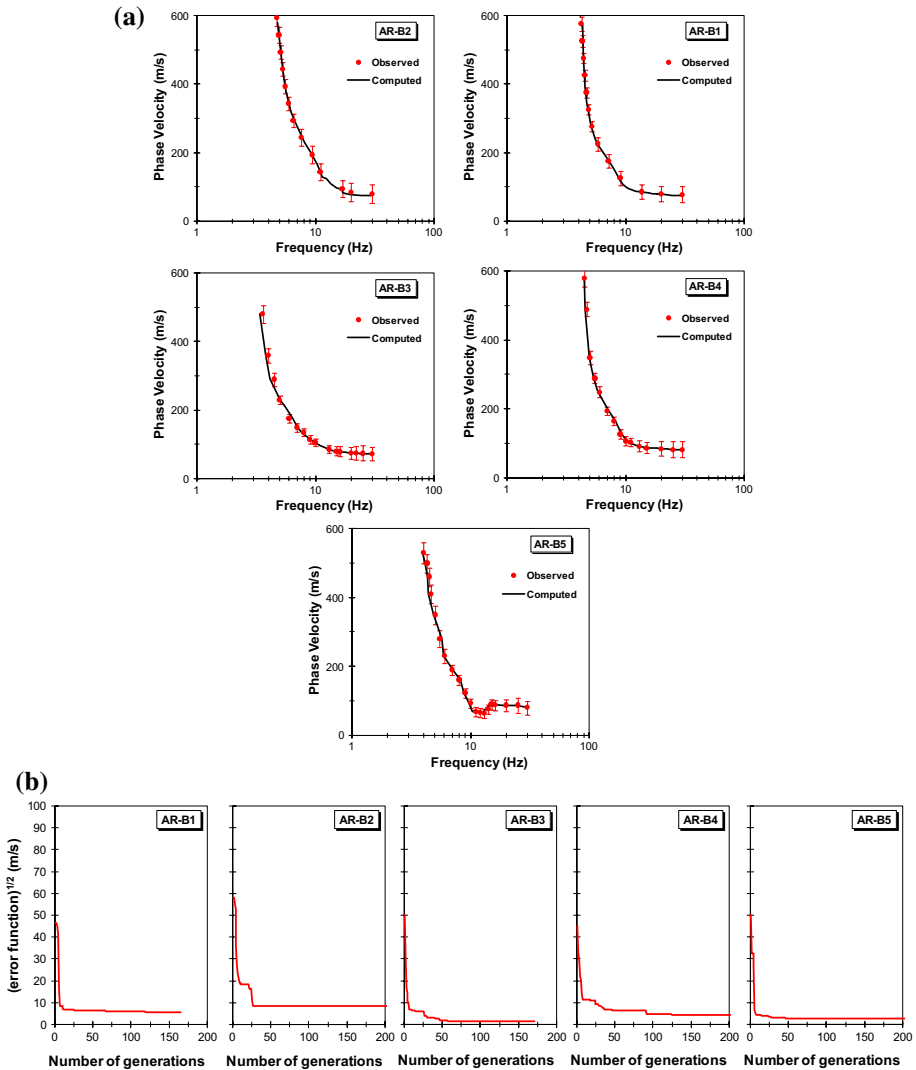 (a)
AR-B2
Observed
Computed
Phase Velocity (m/s)
600
400
200
0
1
10
100
Frequency (Hz)
AR-B1
Observed
Computed
Phase Velocity (m/s)
600
400
200
0
1
10
100
Frequency (Hz)
AR-B3
Observed
Computed
Phase Velocity (m/s)
600
400
200
0
1
10
100
Frequency (Hz)
AR-B4
Observed
Computed
Phase Velocity (m/s)
600
400
200
0
1
10
100
Frequency (Hz)
AR-B5
Observed
Computed
Phase Velocity (m/s)
600
400
200
0
1
10
100
Frequency (Hz)
(b)
(error function)^1/2 (m/s)
100
90
80
70
60
50
40
30
20
10
0
AR-B1
0 50 100 150 200
Number of generations
AR-B2
0 50 100 150 200
Number of generations
AR-B3
0 50 100 150 200
Number of generations
AR-B4
0 50 100 150 200
Number of generations
AR-B5
0 50 100 150 200
Number of generations